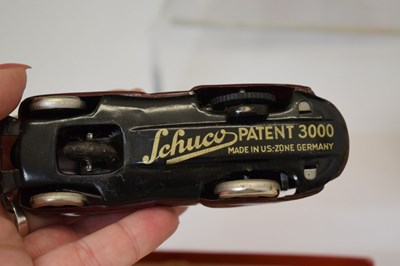 Schuco PATENT 3000
MADE IN US-ZONE GERMANY